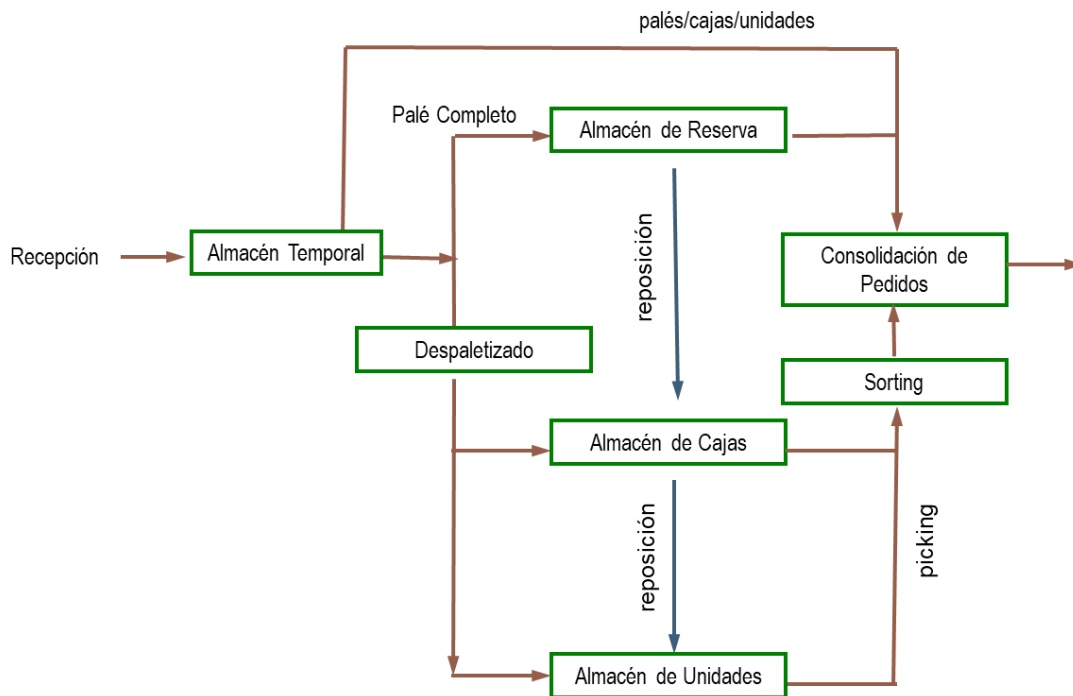 palés/cajas/unidades
Palé Completo
Almacén de Reserva
Recepción
Almacén Temporal
reposición
Consolidación de
Pedidos
Despaletizado
Sorting
Almacén de Cajas
reposición
picking
Almacén de Unidades